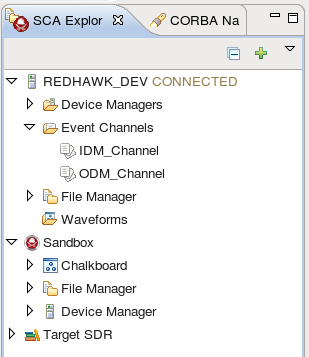 SCA Explor CORBA Na
REDHAWK_DEV CONNECTED
Device Managers
Event Channels
IDM_Channel
ODM_Channel
File Manager
Waveforms
Sandbox
Chalkboard
File Manager
Device Manager
Target SDR